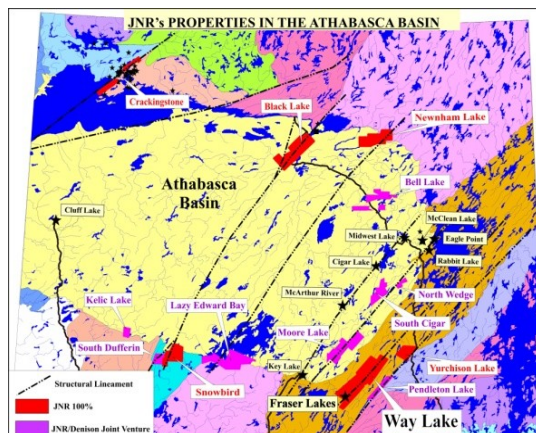 JNR's PROPERTIES IN THE ATHABASCA BASIN
Crackingstone
Black Lake
Newnham Lake
Athabasca
Basin
Bell Lake
Cluff Lake
McClean Lake
Midwest Lake
Eagle Point
Rabbit Lake
Cigar Lake
McArthur River
North Wedge
Kelic Lake
Lazy Edward Bay
Moore Lake
South Cigar
South Dufferin
Snowbird
Key Lake
Yurchison Lake
Pendleton Lake
Fraser Lakes
Way Lake
Structural Lineament
JNR 100%
JNR/Denison Joint Venture